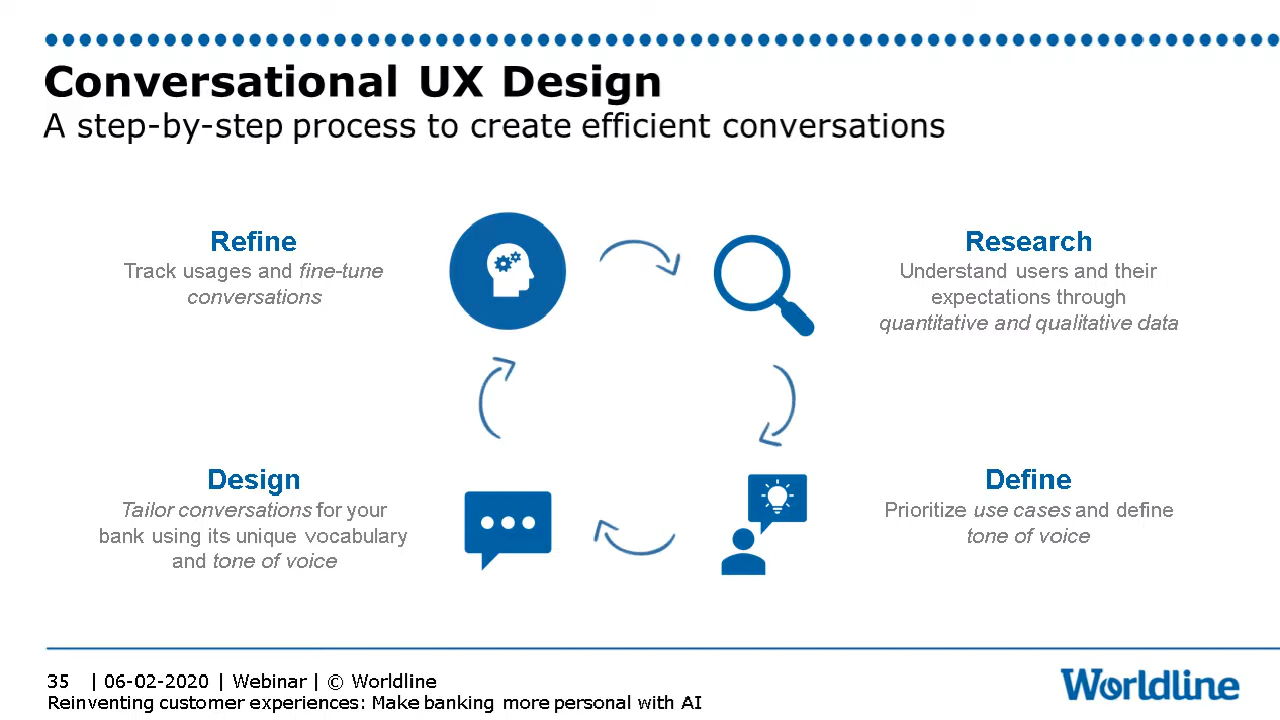 Conversational UX Design
A step-by-step process to create efficient conversations
Refine
Track usages and fine-tune
conversations
Research
Understand users and their
expectations through
quantitative and qualitative data
Design
Tailor conversations for your
bank using its unique vocabulary
and tone of voice
Define
Prioritize use cases and define
tone of voice
35 | 06-02-2020 | Webinar | © Worldline
Reinventing customer experiences: Make banking more personal with AI
Worldline